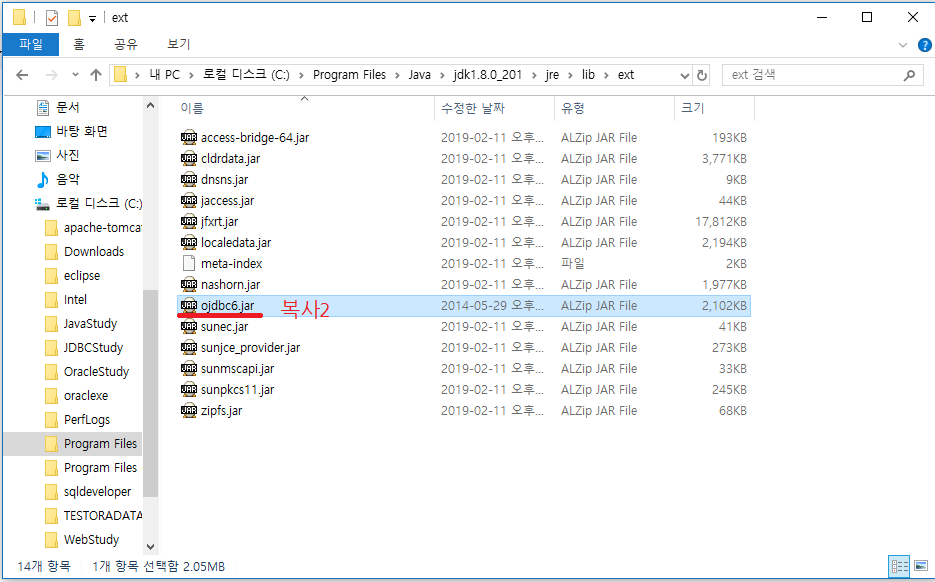 ext
파일 홈 공유 보기
내 PC > 로컬 디스크 (C:) > Program Files > Java > jdk1.8.0_201 > jre > lib > ext
ext 검색
문서
바탕 화면
사진
음악
로컬 디스크 (C:)
apache-tomca
Downloads
eclipse
Intel
JavaStudy
JDBCStudy
OracleStudy
oraclexe
PerfLogs
Program Files
Program Files
sqldeveloper
TESTORADATA
WebStudy
이름 수정한 날짜 유형 크기
access-bridge-64.jar 2019-02-11 오후... ALZip JAR File 193KB
cldrdata.jar 2019-02-11 오후... ALZip JAR File 3,771KB
dnsns.jar 2019-02-11 오후... ALZip JAR File 9KB
jaccess.jar 2019-02-11 오후... ALZip JAR File 44KB
jfxrt.jar 2019-02-11 오후... ALZip JAR File 17,812KB
localedata.jar 2019-02-11 오후... ALZip JAR File 2,194KB
meta-index 2019-02-11 오후... 파일 2KB
nashorn.jar 2019-02-11 오후... ALZip JAR File 1,977KB
ojdbc6.jar 복사2 2014-05-29 오후... ALZip JAR File 2,102KB
sunec.jar 2019-02-11 오후... ALZip JAR File 41KB
sunjce_provider.jar 2019-02-11 오후... ALZip JAR File 273KB
sunmscapi.jar 2019-02-11 오후... ALZip JAR File 33KB
sunpkcs11.jar 2019-02-11 오후... ALZip JAR File 245KB
zipfs.jar 2019-02-11 오후... ALZip JAR File 68KB
14개 항목 1개 항목 선택함 2.05MB